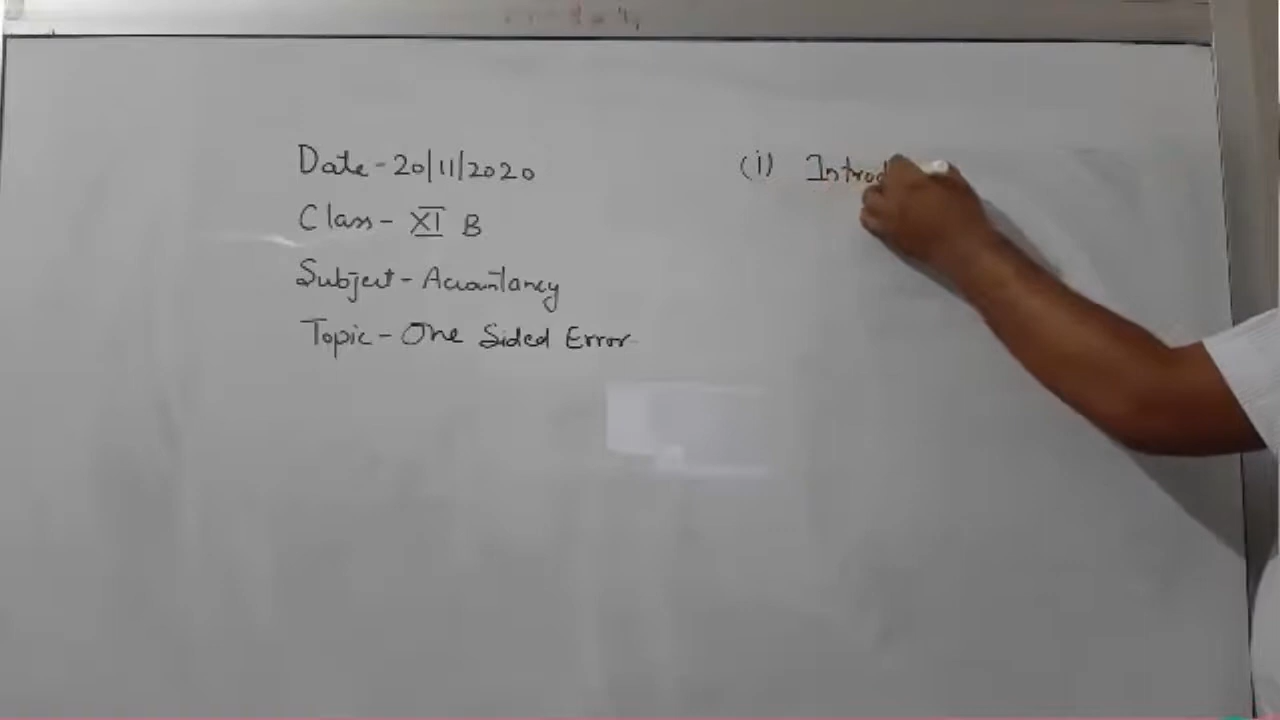 Date - 20/11/2020
Class - XI B
Subject - Accountancy
Topic - One Sided Error
(i) Introd